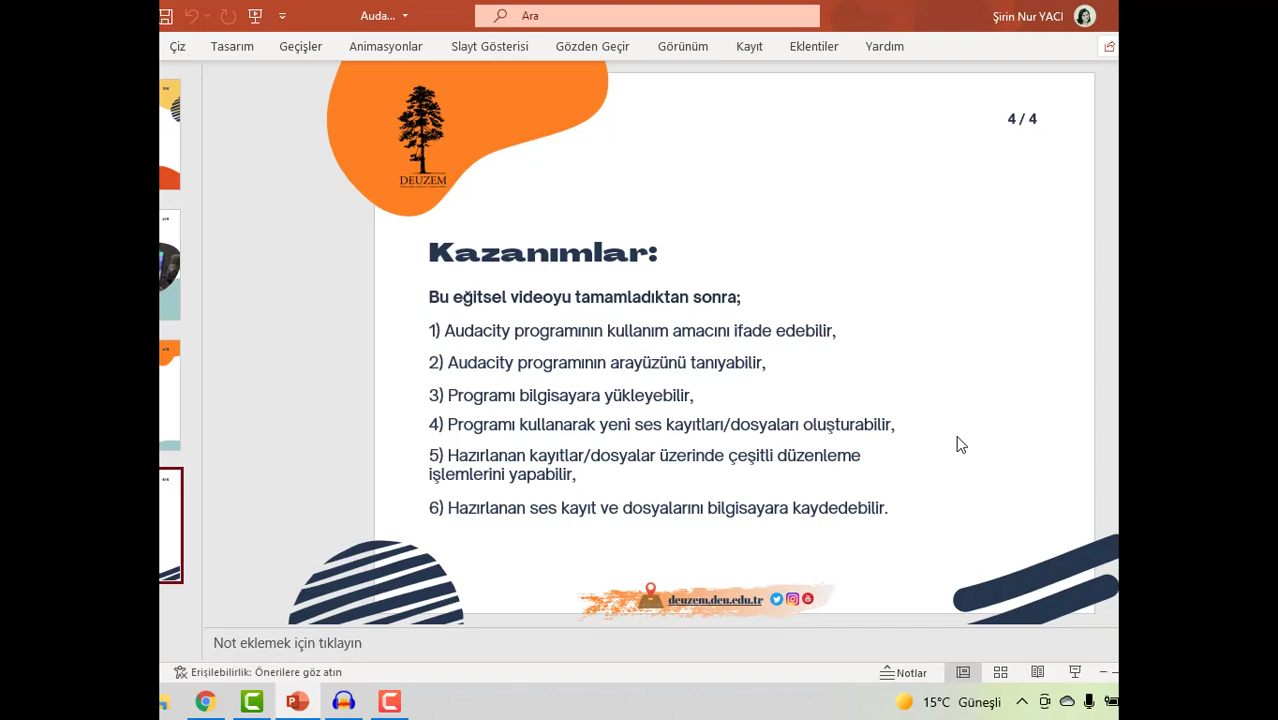 Auda...
Ara
Şirin Nur YACI
Çiz Tasarım Geçişler Animasyonlar Slayt Gösterisi Gözden Geçir Görünüm Kayıt Eklentiler Yardım
4 / 4
DEUZEM
Kazanımlar:
Bu eğitsel videoyu tamamladıktan sonra;
1) Audacity programının kullanım amacını ifade edebilir,
2) Audacity programının arayüzünü tanıyabilir,
3) Programı bilgisayara yükleyebilir,
4) Programı kullanarak yeni ses kayıtları/dosyaları oluşturabilir,
5) Hazırlanan kayıtlar/dosyalar üzerinde çeşitli düzenleme
işlemlerini yapabilir,
6) Hazırlanan ses kayıt ve dosyalarını bilgisayara kaydedebilir.
deuzem.deu.edu.tr
Not eklemek için tıklayın
Erişilebilirlik: Önerilere göz atın
Notlar
15°C Güneşli